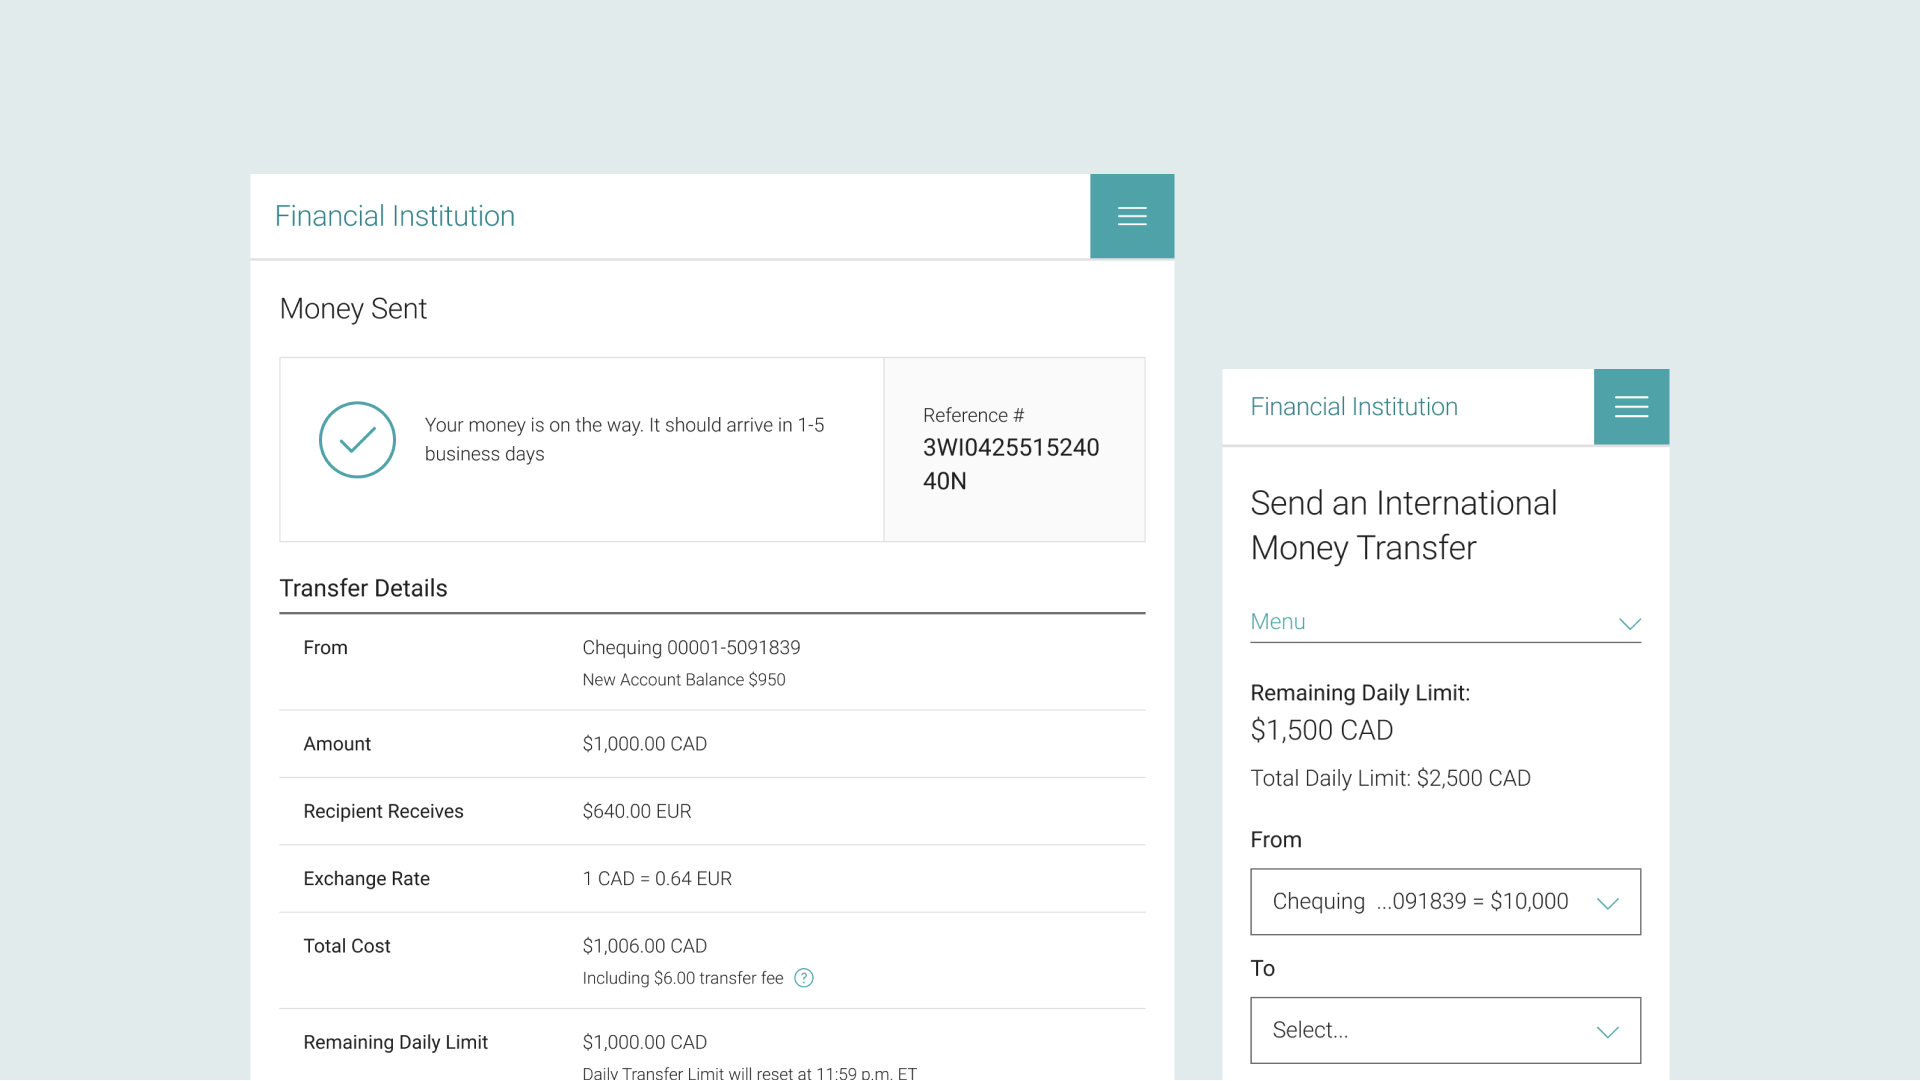 Financial Institution
Money Sent
Your money is on the way. It should arrive in 1-5
business days
Reference #
3WI0425515240
40N
Transfer Details
From
Chequing 00001-5091839
New Account Balance $950
Amount
$1,000.00 CAD
Recipient Receives
$640.00 EUR
Exchange Rate
1 CAD = 0.64 EUR
Total Cost
$1,006.00 CAD
Including $6.00 transfer fee ?
Remaining Daily Limit
$1,000.00 CAD
Daily Transfer Limit will reset at 11:59 p.m. ET
Financial Institution
Send an International
Money Transfer
Menu
Remaining Daily Limit:
$1,500 CAD
Total Daily Limit: $2,500 CAD
From
Chequing ...091839 = $10,000
To
Select...